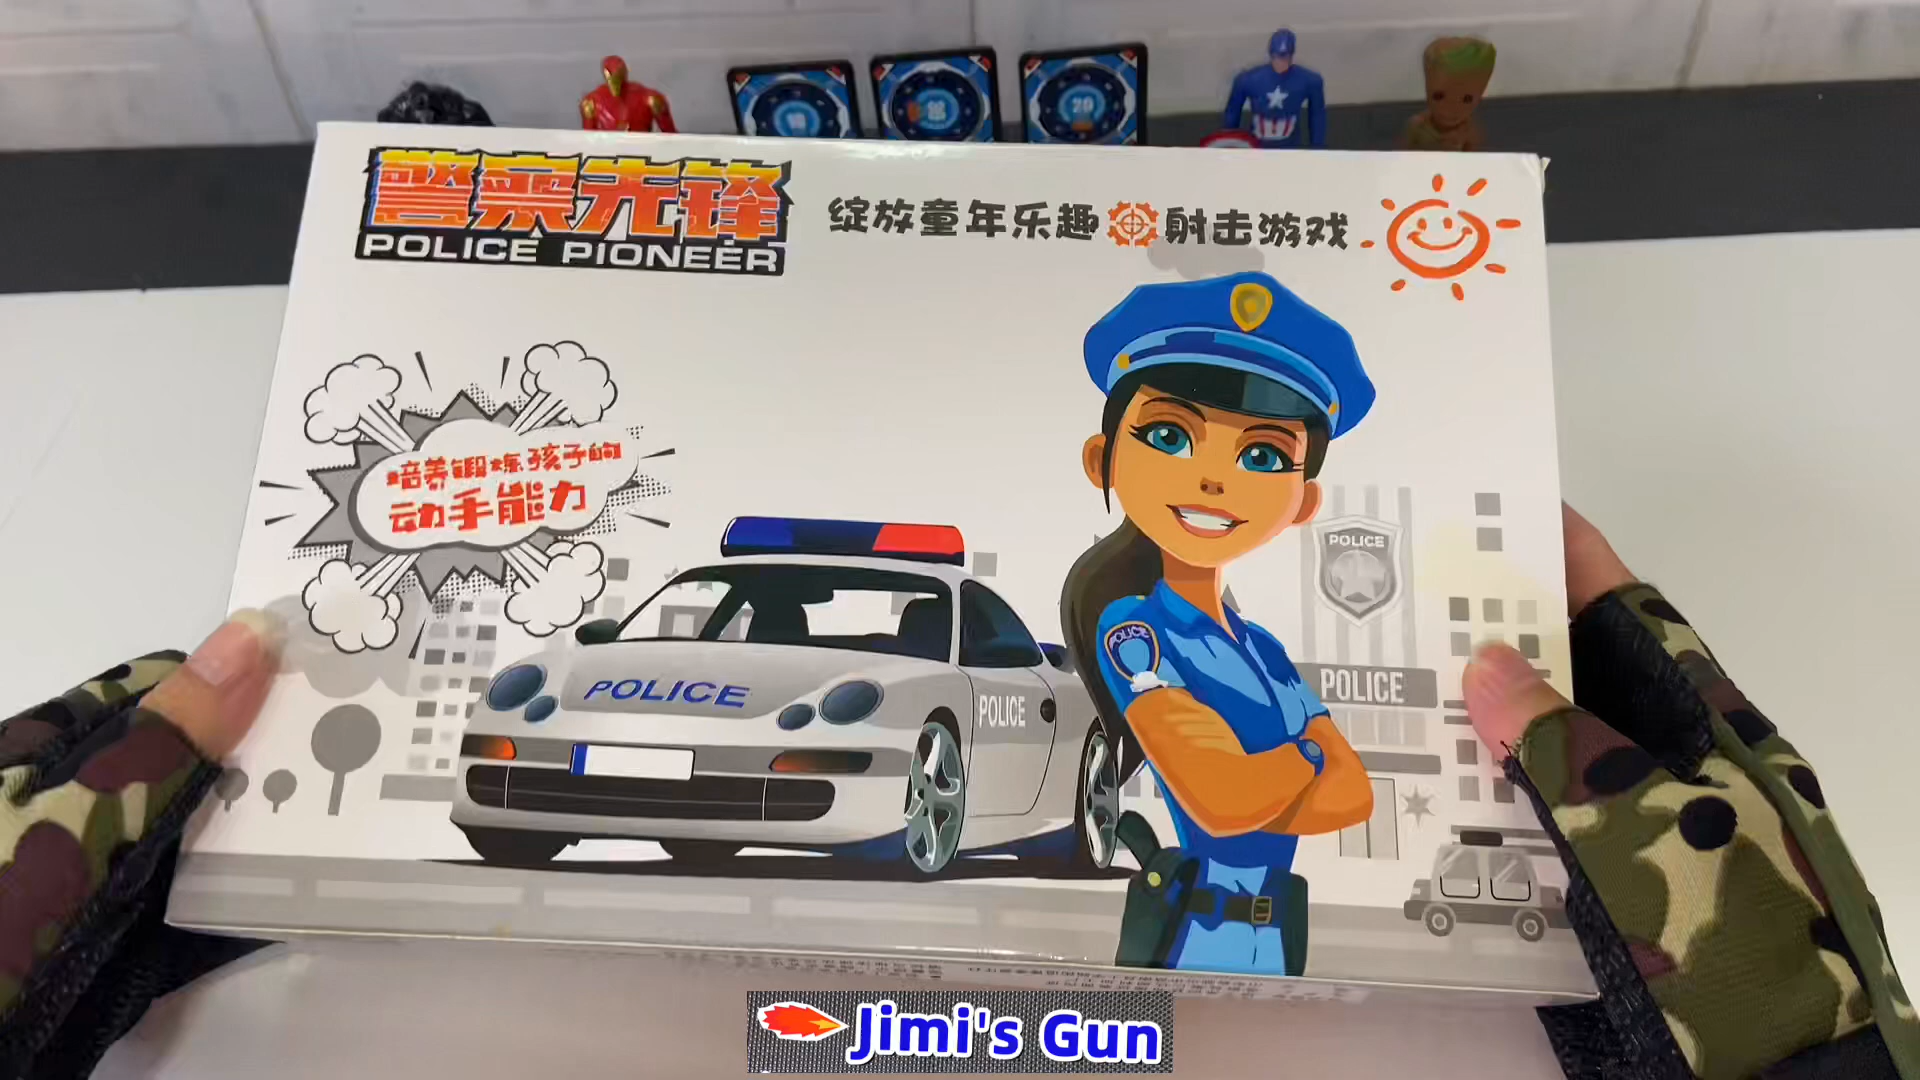 警察先锋
POLICE PIONEER
绽放童年乐趣 射击游戏
培养锻炼孩子的
动手能力
POLICE
POLICE
POLICE
POLICE
POLICE
Jimi's Gun